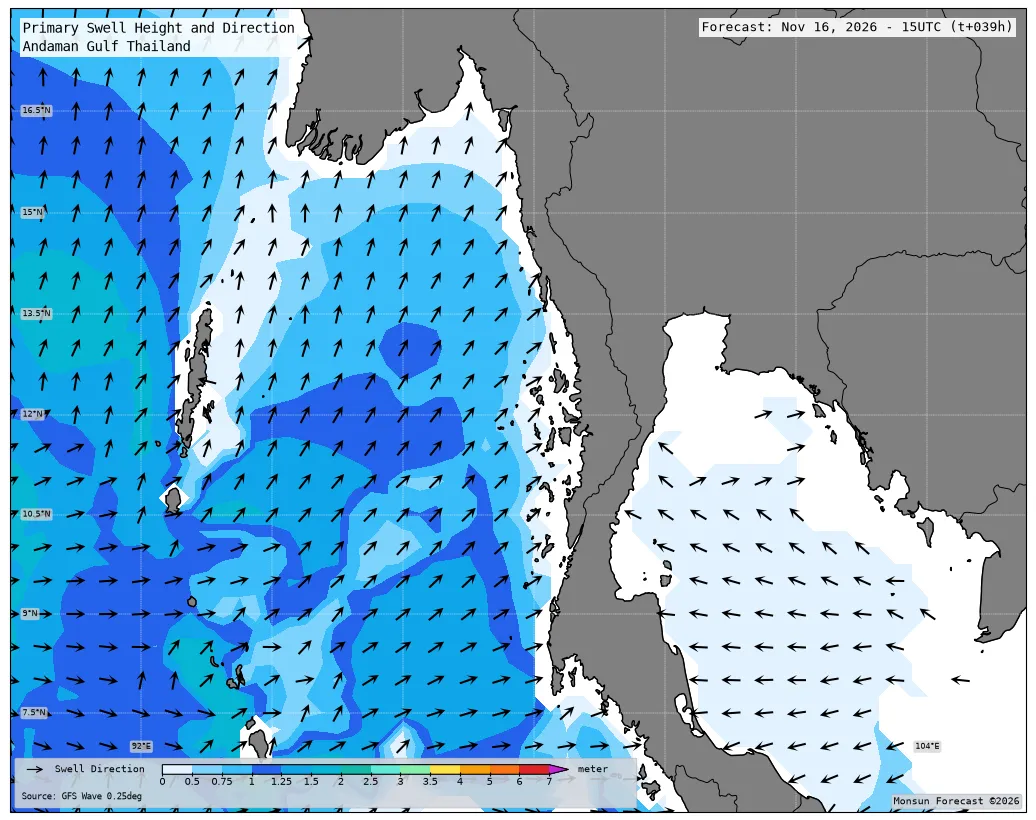 Primary Swell Height and Direction
Andaman Gulf Thailand
Forecast: Nov 16, 2026 - 15UTC (t+039h)
16.5°N
15°N
13.5°N
12°N
10.5°N
9°N
7.5°N
92°E
104°E
Swell Direction
0 0.5 0.75 1 1.25 1.5 2 2.5 3 3.5 4 5 6 7
meter
Source: GFS Wave 0.25deg
Monsun Forecast ©2026